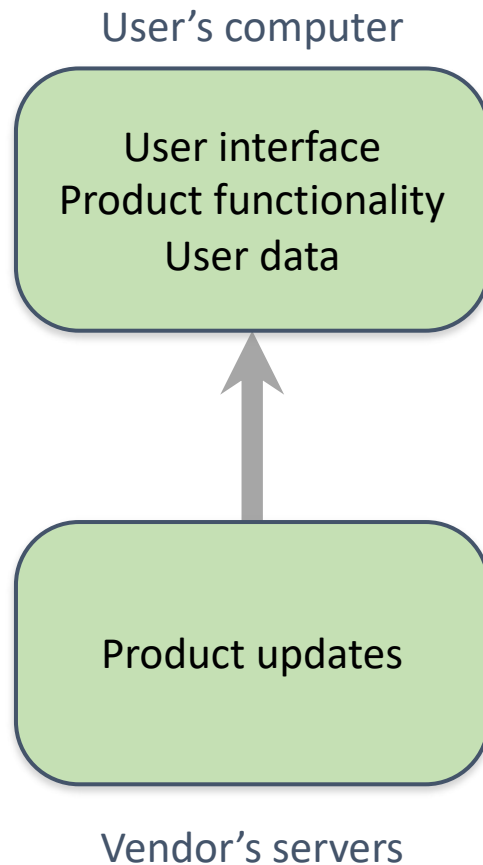 User’s computer
User interface
Product functionality
User data
Product updates
Vendor’s servers